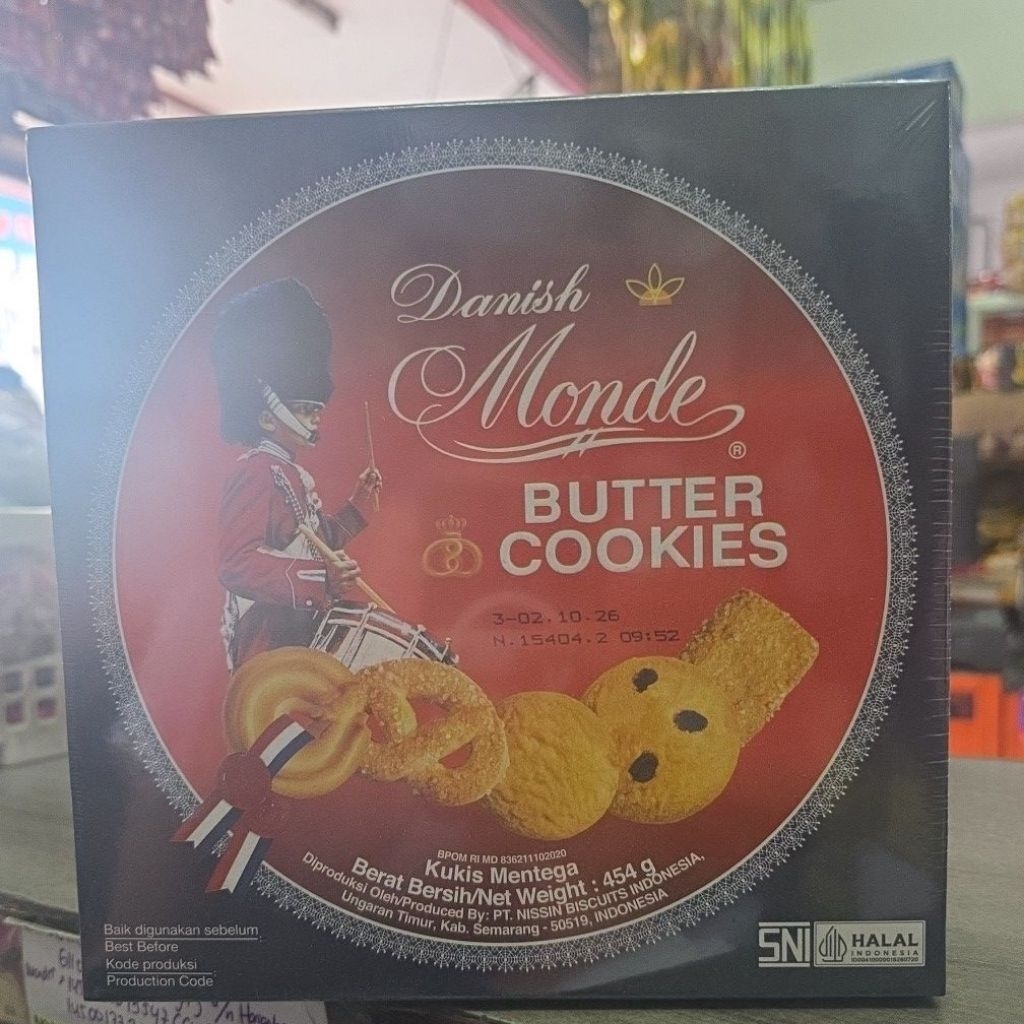 Danish
Monde
®
BUTTER
COOKIES
3-02.10.26
N.15404.2 09:52
BPOM RI MD 836211102020
Kukis Mentega
Berat Bersih/Net Weight : 454 g
Diproduksi Oleh/Produced By: PT. NISSIN BISCUITS INDONESIA,
Ungaran Timur, Kab. Semarang - 50519, INDONESIA
Baik digunakan sebelum
Best Before
Kode produksi
Production Code
SNI
HALAL
INDONESIA